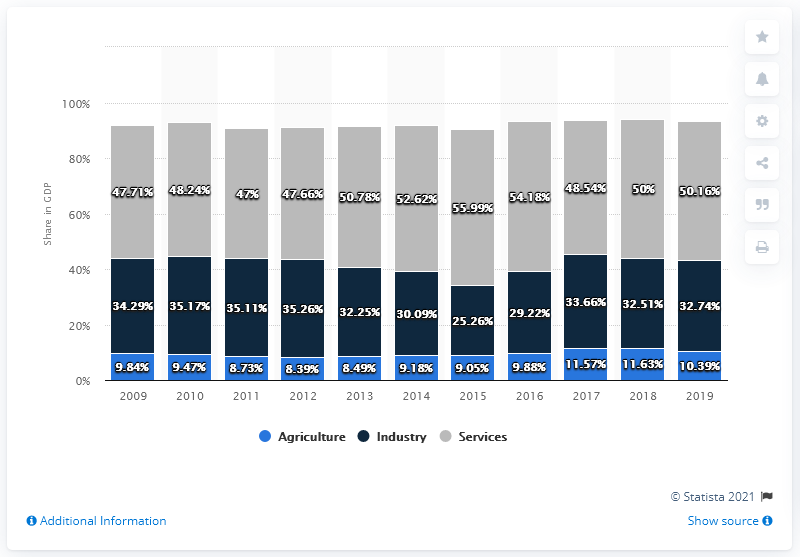 100%
80%
60%
40%
20%
0%
Share in GDP
47.71% 48.24% 47% 47.66% 50.78% 52.62% 55.99% 54.18% 48.54% 50% 50.16%
34.29% 35.17% 35.11% 35.26% 32.25% 30.09% 25.26% 29.22% 33.66% 32.51% 32.74%
9.84% 9.47% 8.73% 8.39% 8.49% 9.18% 9.05% 9.88% 11.57% 11.63% 10.39%
2009 2010 2011 2012 2013 2014 2015 2016 2017 2018 2019
Agriculture Industry Services
© Statista 2021
Additional Information Show source